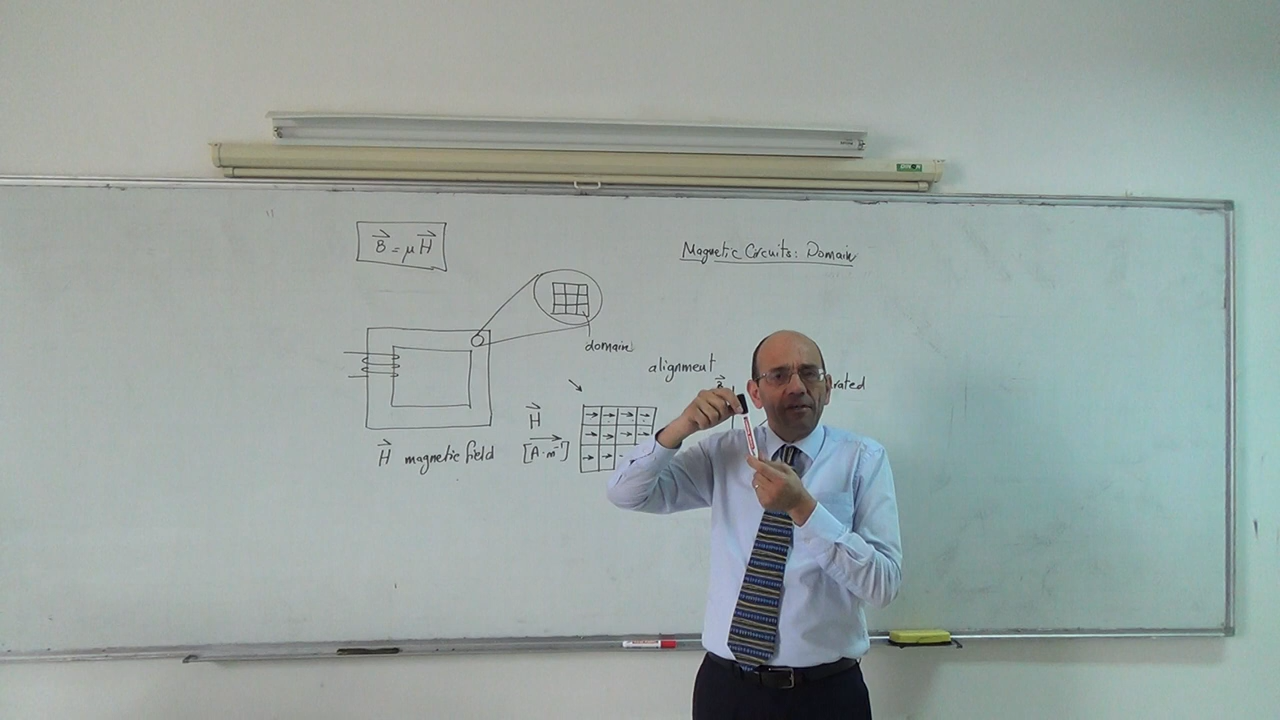 B = μH
Magnetic Circuits: Domain
domain
alignment
B
rated
H
[A·m⁻¹]
H magnetic field